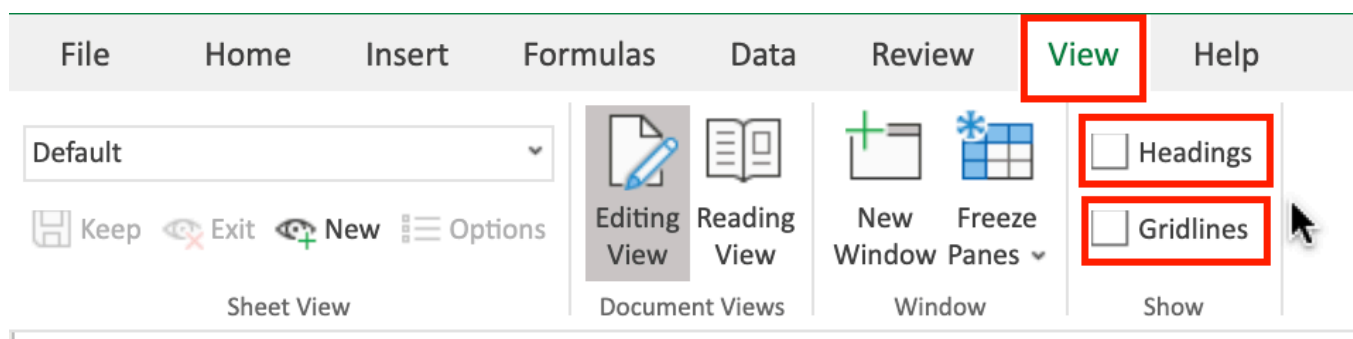 File Home Insert Formulas Data Review View Help
Default
Keep Exit New Options
Sheet View
Editing View
Reading View
Document Views
New Window
Freeze Panes
Window
Headings
Gridlines
Show